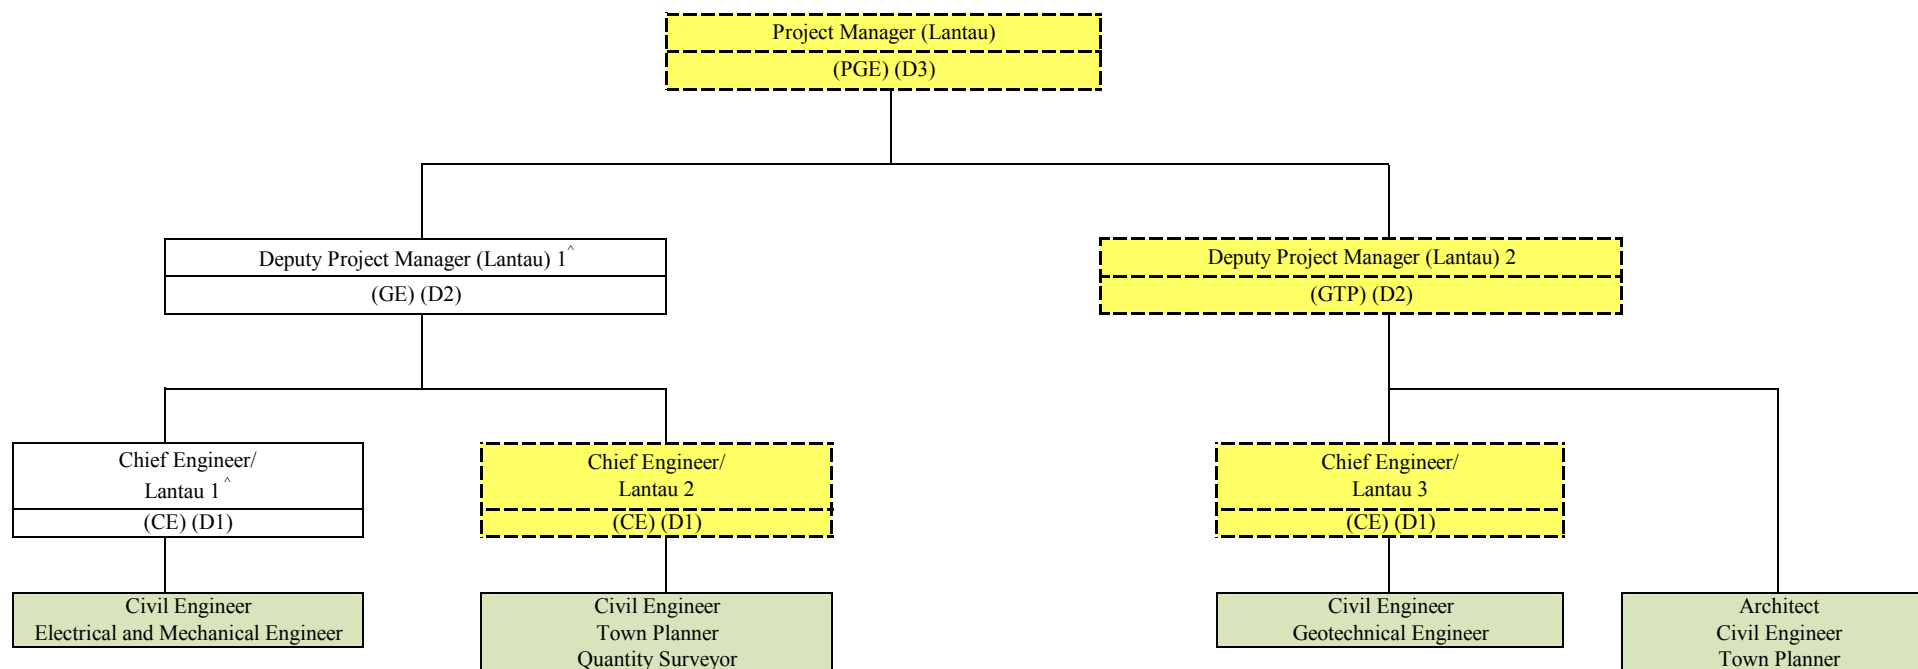 Project Manager (Lantau)
(PGE) (D3)
Deputy Project Manager (Lantau) 1^
(GE) (D2)
Deputy Project Manager (Lantau) 2
(GTP) (D2)
Chief Engineer/
Lantau 1^
(CE) (D1)
Chief Engineer/
Lantau 2
(CE) (D1)
Chief Engineer/
Lantau 3
(CE) (D1)
Civil Engineer
Electrical and Mechanical Engineer
Civil Engineer
Town Planner
Quantity Surveyor
Civil Engineer
Geotechnical Engineer
Architect
Civil Engineer
Town Planner